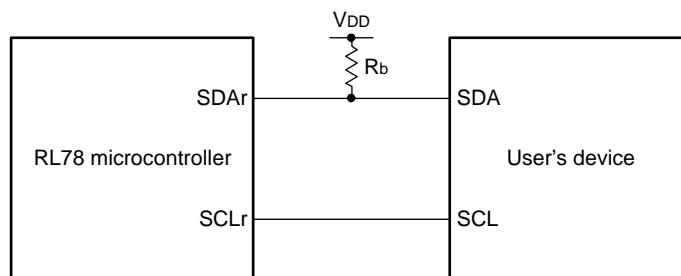 VDD
Rb
SDAr SDA
RL78 microcontroller User's device
SCLr SCL